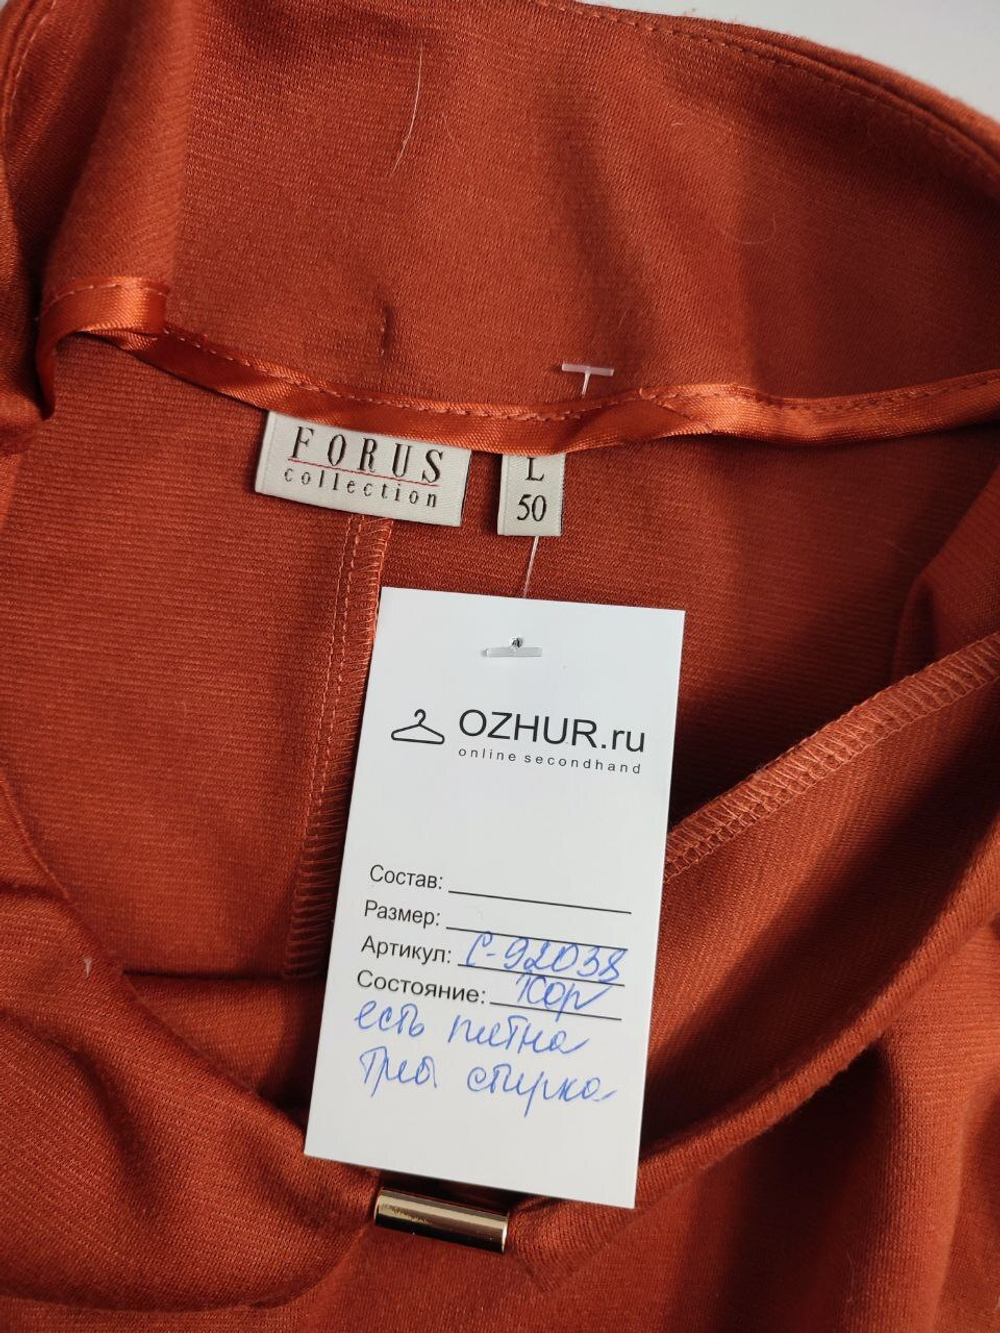 FORUS
collection
L
50
OZHUR.ru
online secondhand
Состав:
Размер:
Артикул: С-92038
Состояние: Хор
есть пятна
треб стирка